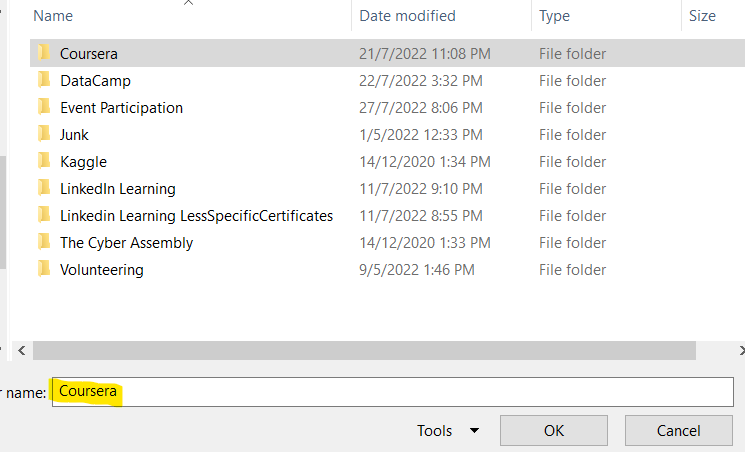 Name Date modified Type Size
Coursera 21/7/2022 11:08 PM File folder
DataCamp 22/7/2022 3:32 PM File folder
Event Participation 27/7/2022 8:06 PM File folder
Junk 1/5/2022 12:33 PM File folder
Kaggle 14/12/2020 1:34 PM File folder
LinkedIn Learning 11/7/2022 9:10 PM File folder
Linkedin Learning LessSpecificCertificates 11/7/2022 8:55 PM File folder
The Cyber Assembly 14/12/2020 1:33 PM File folder
Volunteering 9/5/2022 1:46 PM File folder
r name: Coursera
Tools OK Cancel